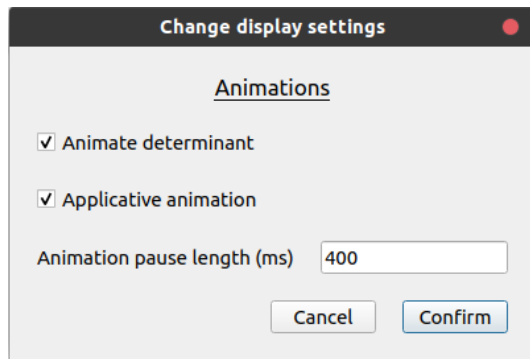 Change display settings
Animations
Animate determinant
Applicative animation
Animation pause length (ms) 400
Cancel Confirm